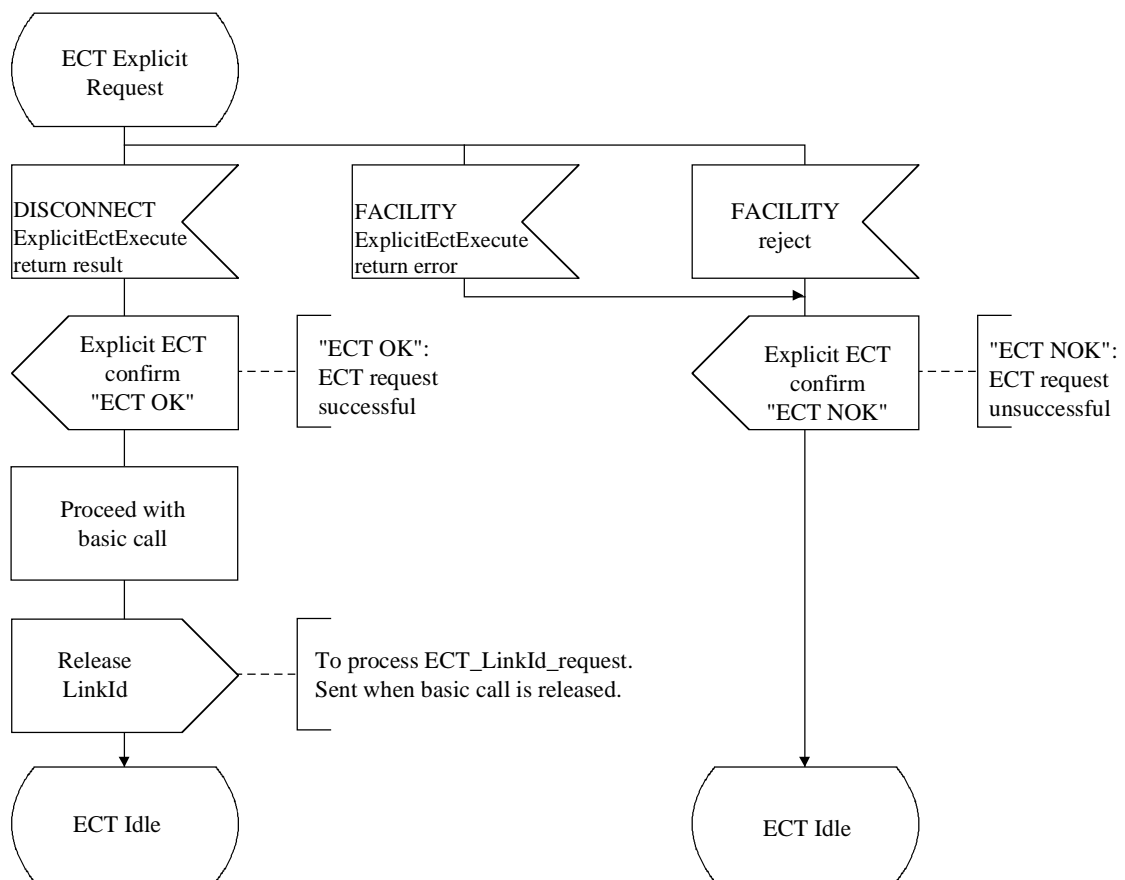 ECT Explicit
Request
DISCONNECT
ExplicitEctExecute
return result
FACILITY
ExplicitEctExecute
return error
FACILITY
reject
Explicit ECT
confirm
"ECT OK"
"ECT OK":
ECT request
successful
Explicit ECT
confirm
"ECT NOK"
"ECT NOK":
ECT request
unsuccessful
Proceed with
basic call
Release
LinkId
To process ECT_LinkId_request.
Sent when basic call is released.
ECT Idle
ECT Idle